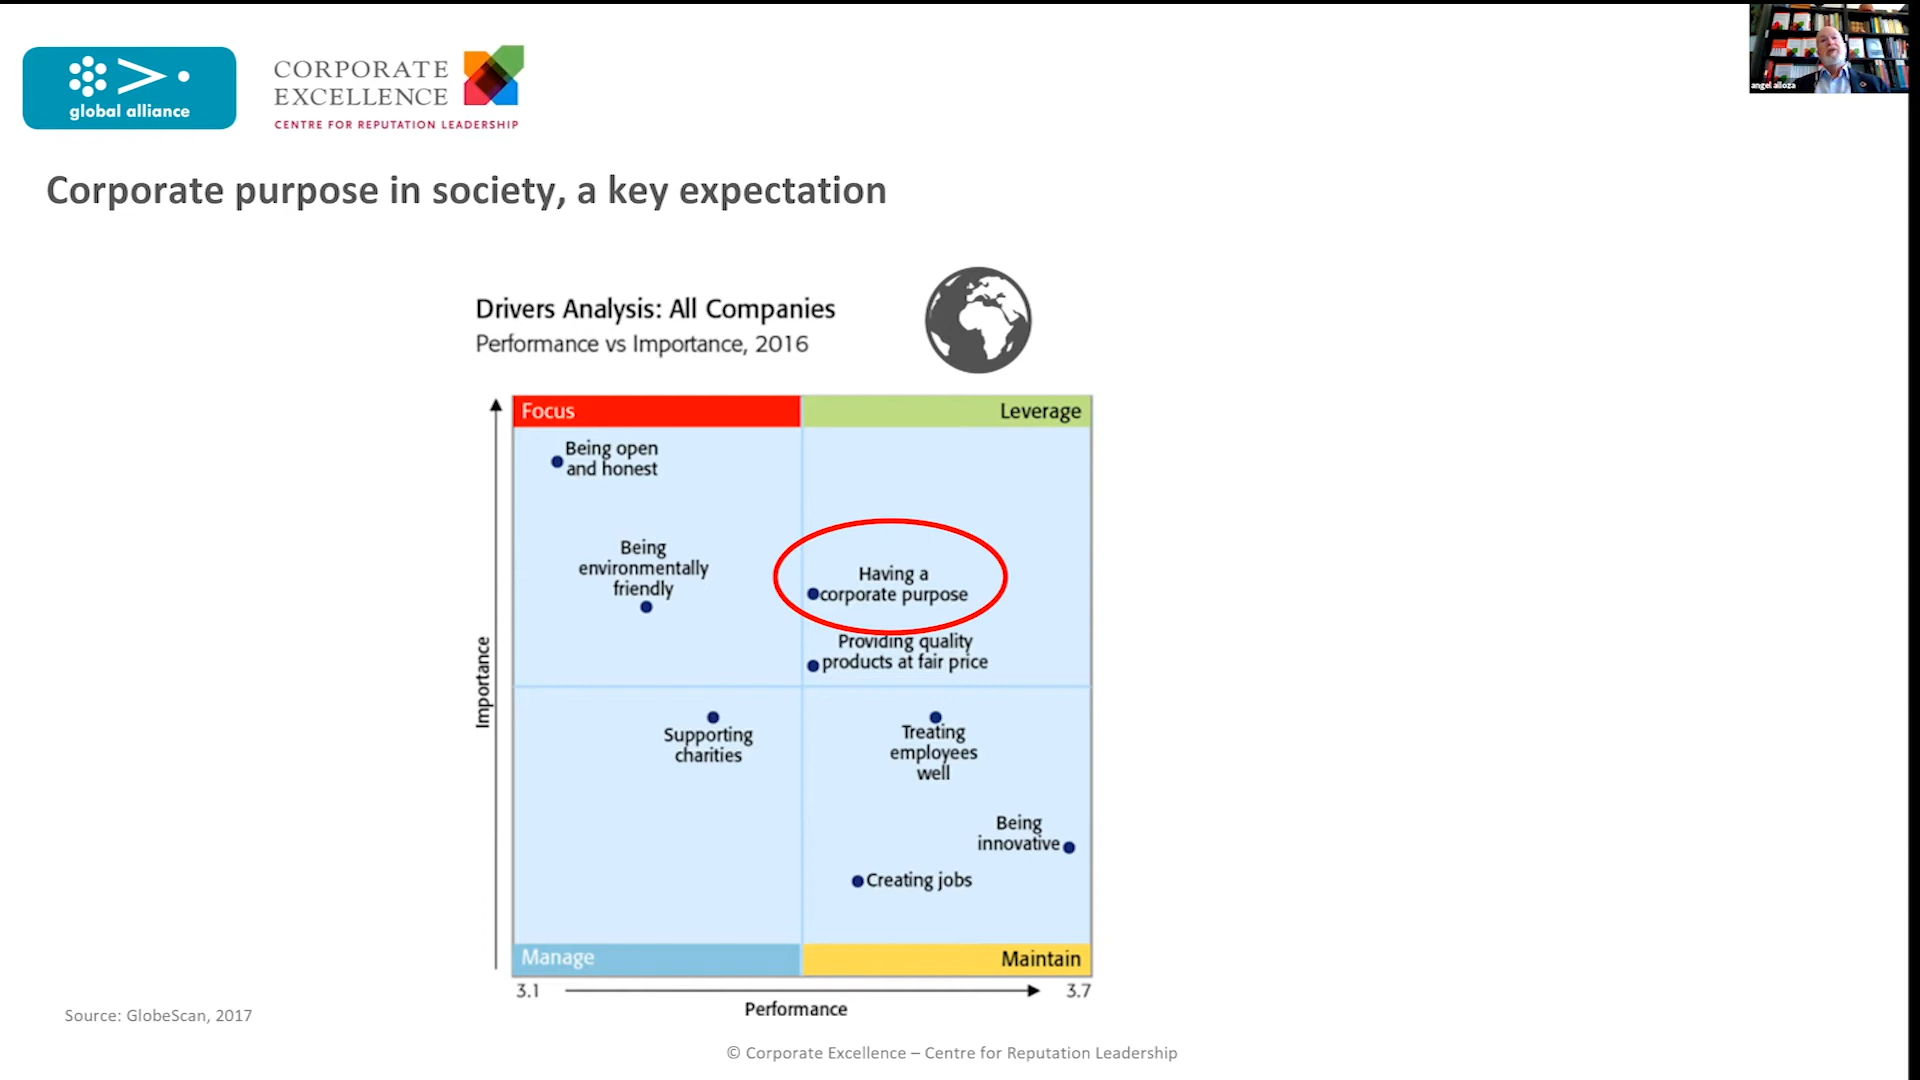 global alliance
CORPORATE
EXCELLENCE
CENTRE FOR REPUTATION LEADERSHIP
angel alloza
Corporate purpose in society, a key expectation
Drivers Analysis: All Companies
Performance vs Importance, 2016
Focus
Leverage
Being open
and honest
Being
environmentally
friendly
Having a
corporate purpose
Providing quality
products at fair price
Importance
Supporting
charities
Treating
employees
well
Being
innovative
Creating jobs
Manage
Maintain
3.1
3.7
Performance
Source: GlobeScan, 2017
© Corporate Excellence – Centre for Reputation Leadership